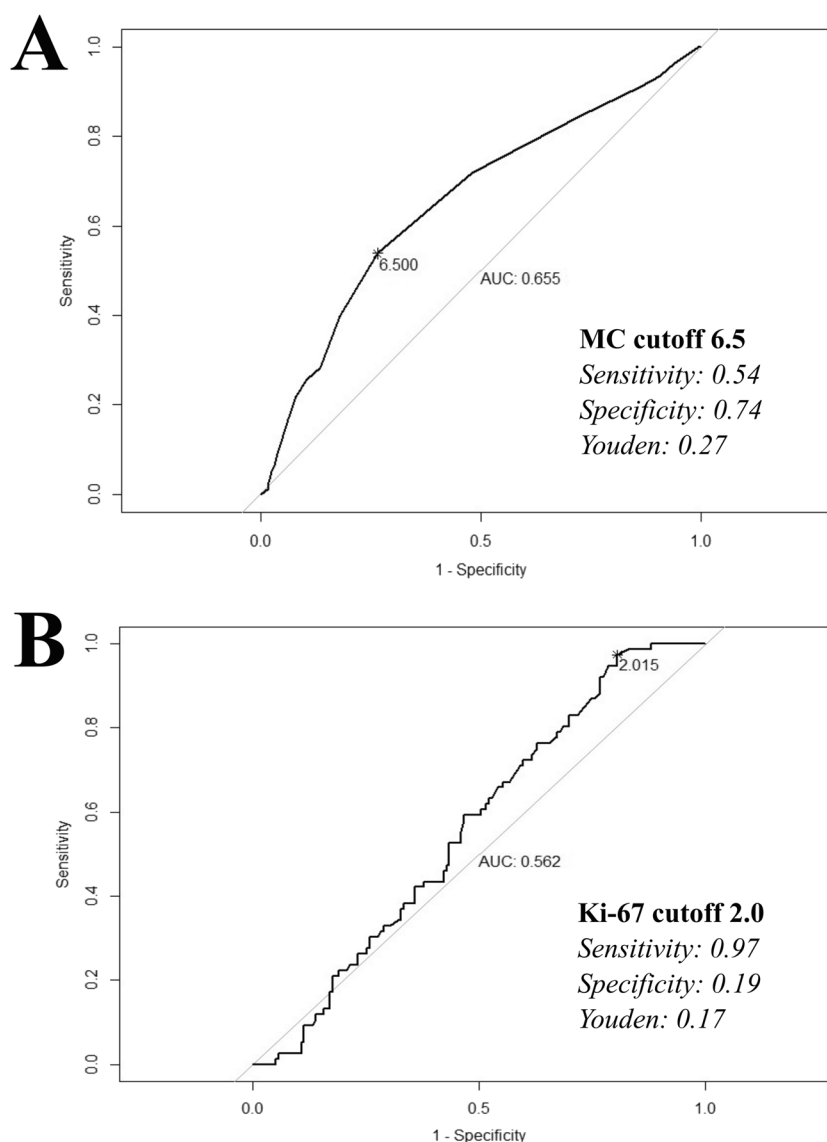 A
1.0
0.8
0.6
0.4
0.2
0.0
Sensitivity
6.500
AUC: 0.655
MC cutoff 6.5
Sensitivity: 0.54
Specificity: 0.74
Youden: 0.27
0.0 0.5 1.0
1 - Specificity
B
1.0
0.8
0.6
0.4
0.2
0.0
Sensitivity
2.015
AUC: 0.562
Ki-67 cutoff 2.0
Sensitivity: 0.97
Specificity: 0.19
Youden: 0.17
0.0 0.5 1.0
1 - Specificity